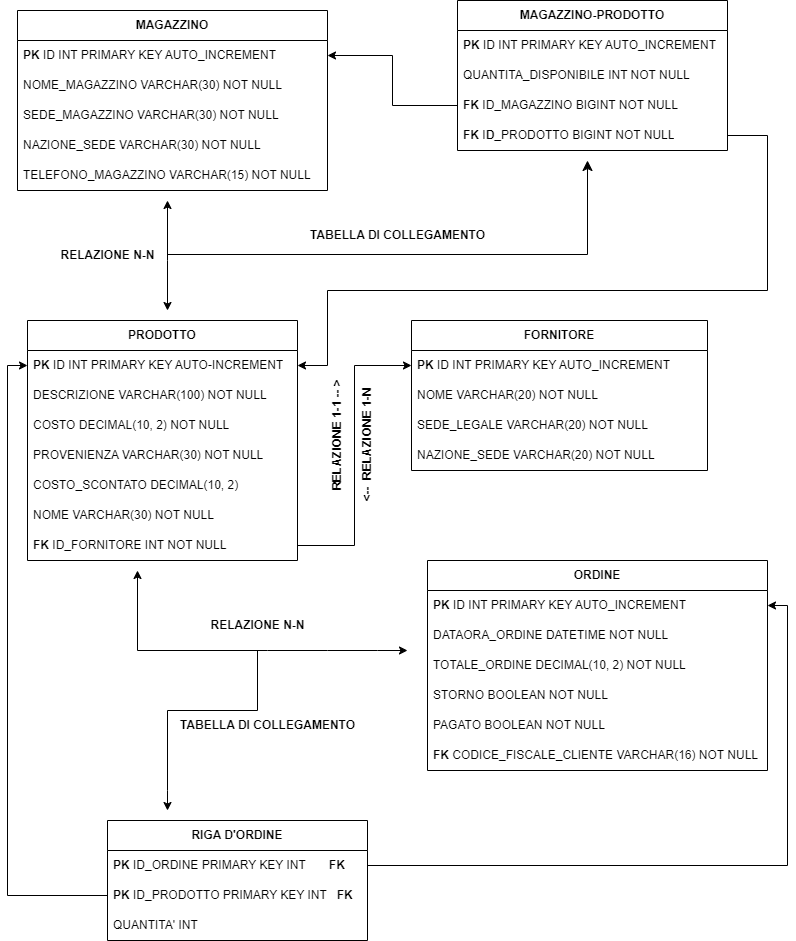 MAGAZZINO
PK ID INT PRIMARY KEY AUTO_INCREMENT
NOME_MAGAZZINO VARCHAR(30) NOT NULL
SEDE_MAGAZZINO VARCHAR(30) NOT NULL
NAZIONE_SEDE VARCHAR(30) NOT NULL
TELEFONO_MAGAZZINO VARCHAR(15) NOT NULL
MAGAZZINO-PRODOTTO
PK ID INT PRIMARY KEY AUTO_INCREMENT
QUANTITA_DISPONIBILE INT NOT NULL
FK ID_MAGAZZINO BIGINT NOT NULL
FK ID_PRODOTTO BIGINT NOT NULL
TABELLA DI COLLEGAMENTO
RELAZIONE N-N
PRODOTTO
PK ID INT PRIMARY KEY AUTO-INCREMENT
DESCRIZIONE VARCHAR(100) NOT NULL
COSTO DECIMAL(10, 2) NOT NULL
PROVENIENZA VARCHAR(30) NOT NULL
COSTO_SCONTATO DECIMAL(10, 2)
NOME VARCHAR(30) NOT NULL
FK ID_FORNITORE INT NOT NULL
RELAZIONE 1-1 -- >
<-- RELAZIONE 1-N
FORNITORE
PK ID INT PRIMARY KEY AUTO_INCREMENT
NOME VARCHAR(20) NOT NULL
SEDE_LEGALE VARCHAR(20) NOT NULL
NAZIONE_SEDE VARCHAR(20) NOT NULL
RELAZIONE N-N
TABELLA DI COLLEGAMENTO
ORDINE
PK ID INT PRIMARY KEY AUTO_INCREMENT
DATAORA_ORDINE DATETIME NOT NULL
TOTALE_ORDINE DECIMAL(10, 2) NOT NULL
STORNO BOOLEAN NOT NULL
PAGATO BOOLEAN NOT NULL
FK CODICE_FISCALE_CLIENTE VARCHAR(16) NOT NULL
RIGA D'ORDINE
PK ID_ORDINE PRIMARY KEY INT FK
PK ID_PRODOTTO PRIMARY KEY INT FK
QUANTITA' INT